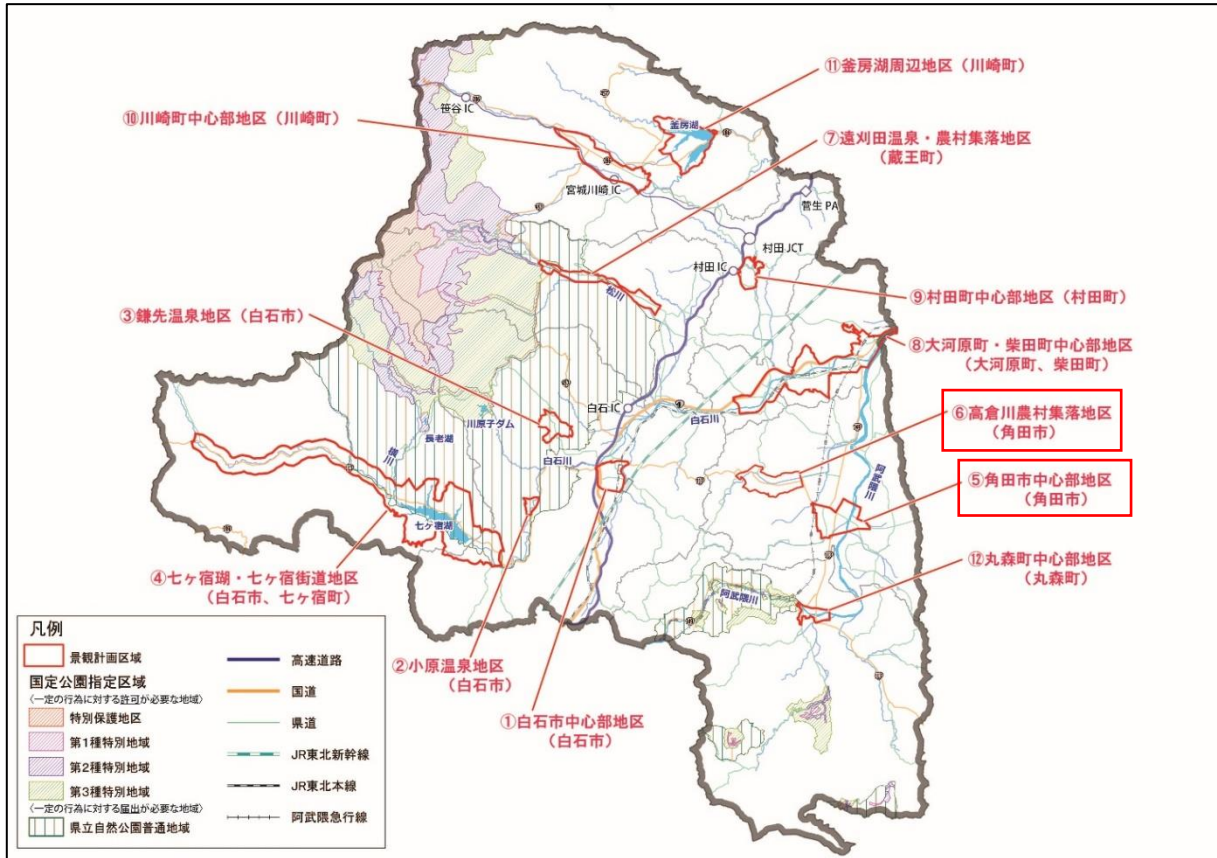 ⑪釜房湖周辺地区（川崎町）
笹谷 IC
⑩川崎町中心部地区（川崎町）
釜房湖
⑦遠刈田温泉・農村集落地区
（蔵王町）
宮城川崎 IC
菅生 PA
村田 JCT
村田 IC
松川
⑨村田町中心部地区（村田町）
③鎌先温泉地区（白石市）
⑧大河原町・柴田町中心部地区
（大河原町、柴田町）
白石 IC
白石川
川原子ダム
⑥高倉川農村集落地区
（角田市）
長老湖
横川
白石川
阿武隈川
⑤角田市中心部地区
（角田市）
七ヶ宿湖
④七ヶ宿瑚・七ヶ宿街道地区
（白石市、七ヶ宿町）
⑫丸森町中心部地区
（丸森町）
阿武隈川
②小原温泉地区
（白石市）
①白石市中心部地区
（白石市）
凡例
景観計画区域
国定公園指定区域
〈一定の行為に対する許可が必要な地域〉
特別保護地区
第1種特別地域
第2種特別地域
第3種特別地域
〈一定の行為に対する届出が必要な地域〉
県立自然公園普通地域
高速道路
国道
県道
JR東北新幹線
JR東北本線
阿武隈急行線